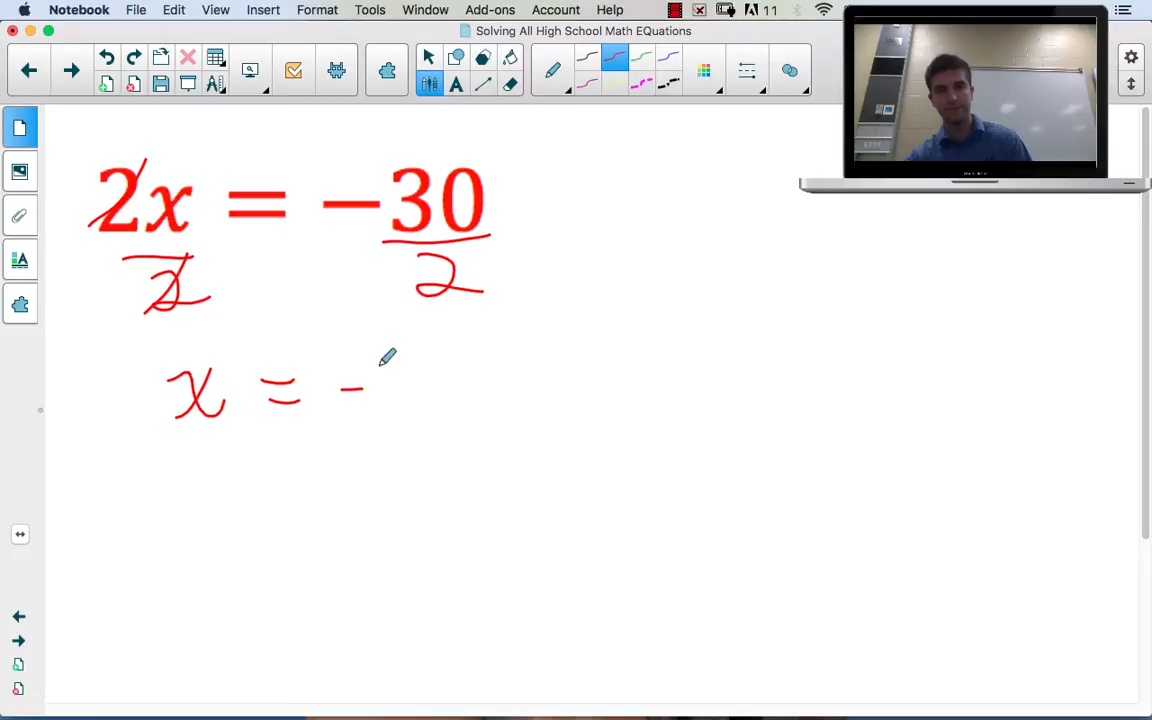 Notebook File Edit View Insert Format Tools Window Add-ons Account Help 11
Solving All High School Math EQuations
2x = −30
2 2
x = -